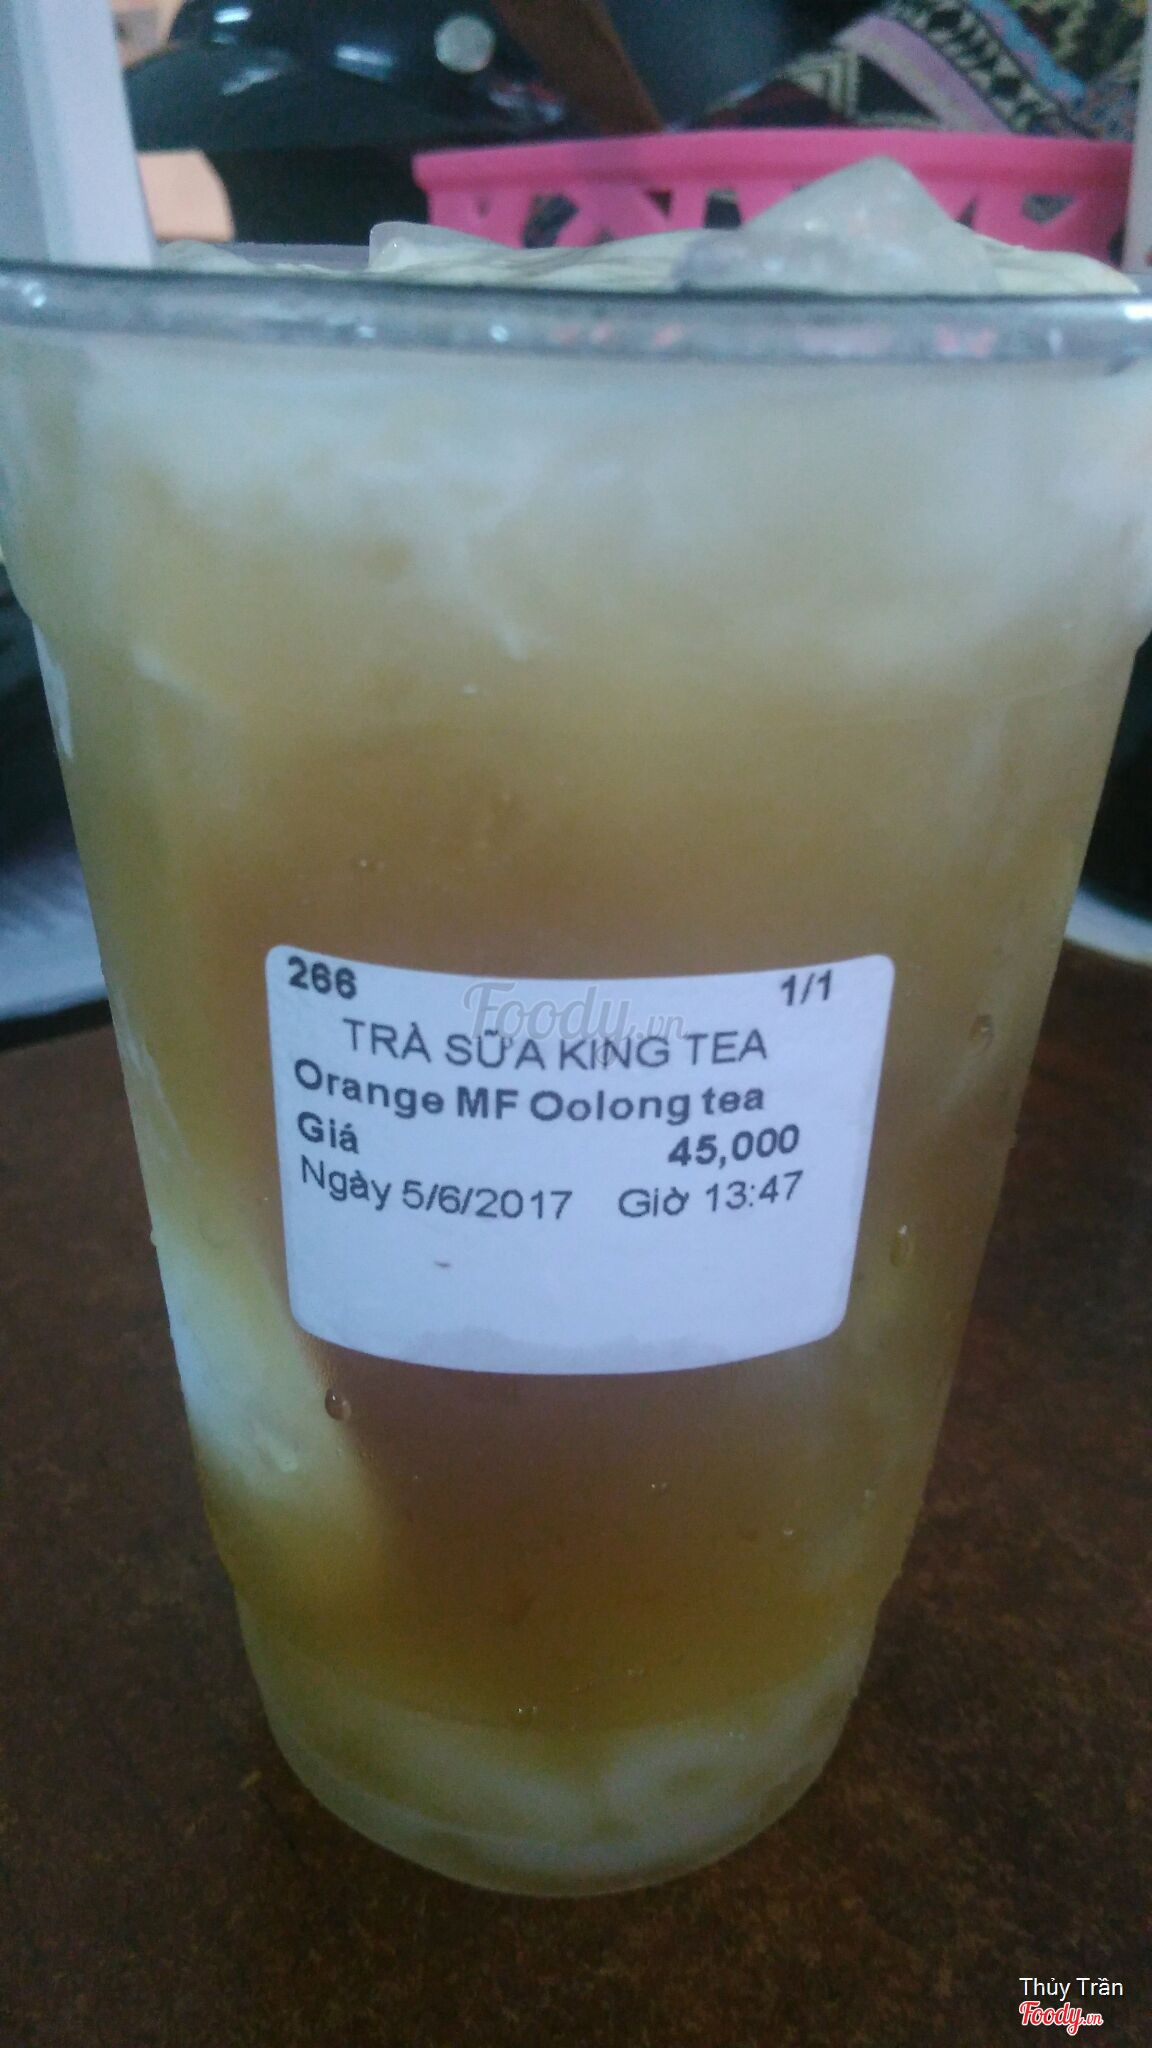 266 1/1
Foody.vn
TRÀ SỮA KING TEA
Orange MF Oolong tea
Giá 45,000
Ngày 5/6/2017 Giờ 13:47
Thủy Trần
Foody.vn